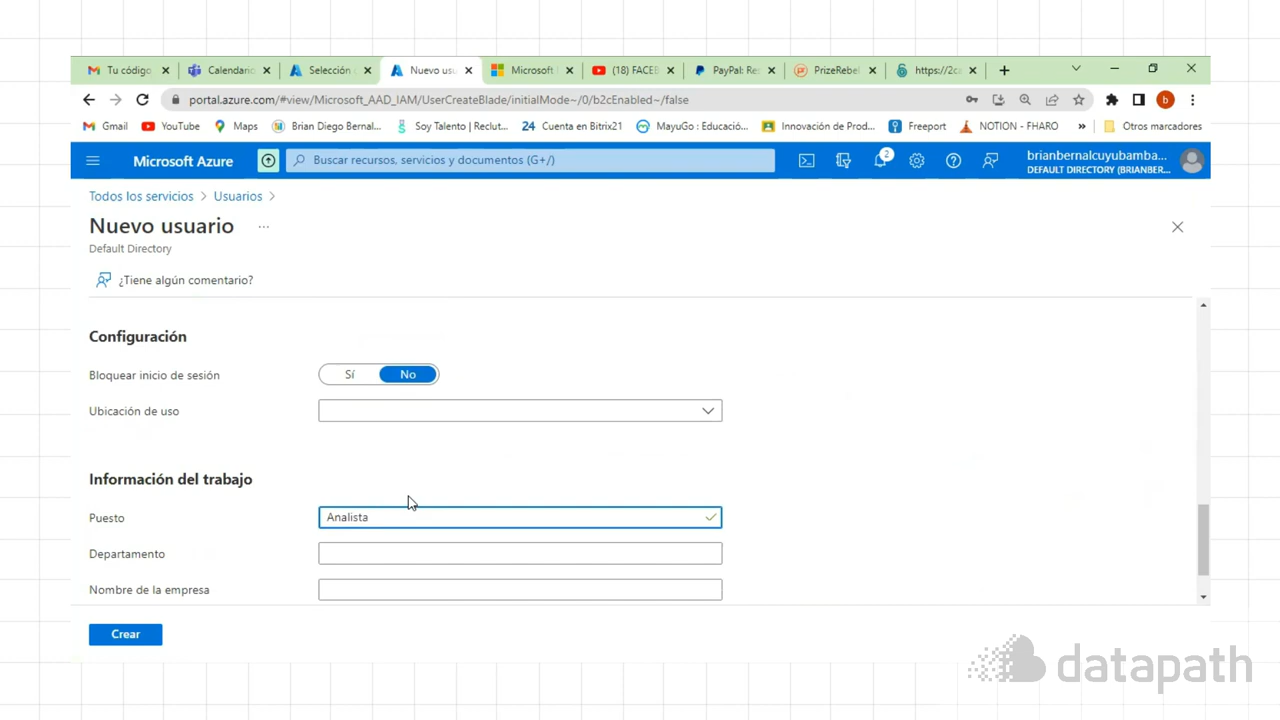 Tu código
Calendario
Selección
Nuevo usu
Microsoft
(18) FACEB
PayPal: Re
PrizeRebel
https://2ca
portal.azure.com/#view/Microsoft_AAD_IAM/UserCreateBlade/initialMode~/0/b2cEnabled~/false
Gmail
YouTube
Maps
Brian Diego Bernal...
Soy Talento | Reclut...
24 Cuenta en Bitrix21
MayuGo : Educació...
Innovación de Prod...
Freeport
NOTION - FHARO
»
Otros marcadores
Microsoft Azure
Buscar recursos, servicios y documentos (G+/)
2
brianbernalcuyubamba...
DEFAULT DIRECTORY (BRIANBER...
Todos los servicios > Usuarios >
Nuevo usuario ...
Default Directory
¿Tiene algún comentario?
Configuración
Bloquear inicio de sesión
Sí No
Ubicación de uso
Información del trabajo
Puesto
Analista
Departamento
Nombre de la empresa
Crear
datapath